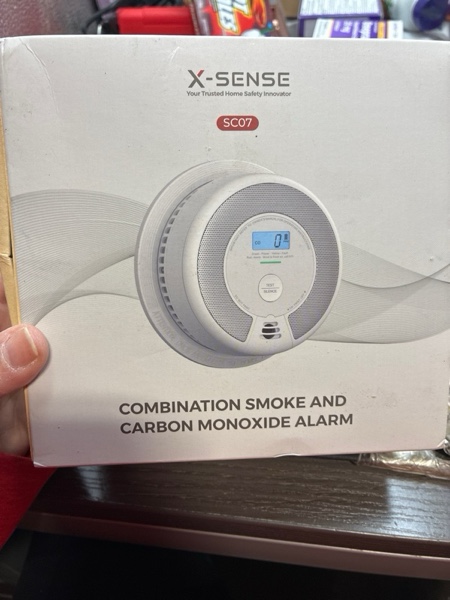 X-SENSE
Your Trusted Home Safety Innovator
SC07
CO 0
TEST
SILENCE
COMBINATION SMOKE AND
CARBON MONOXIDE ALARM